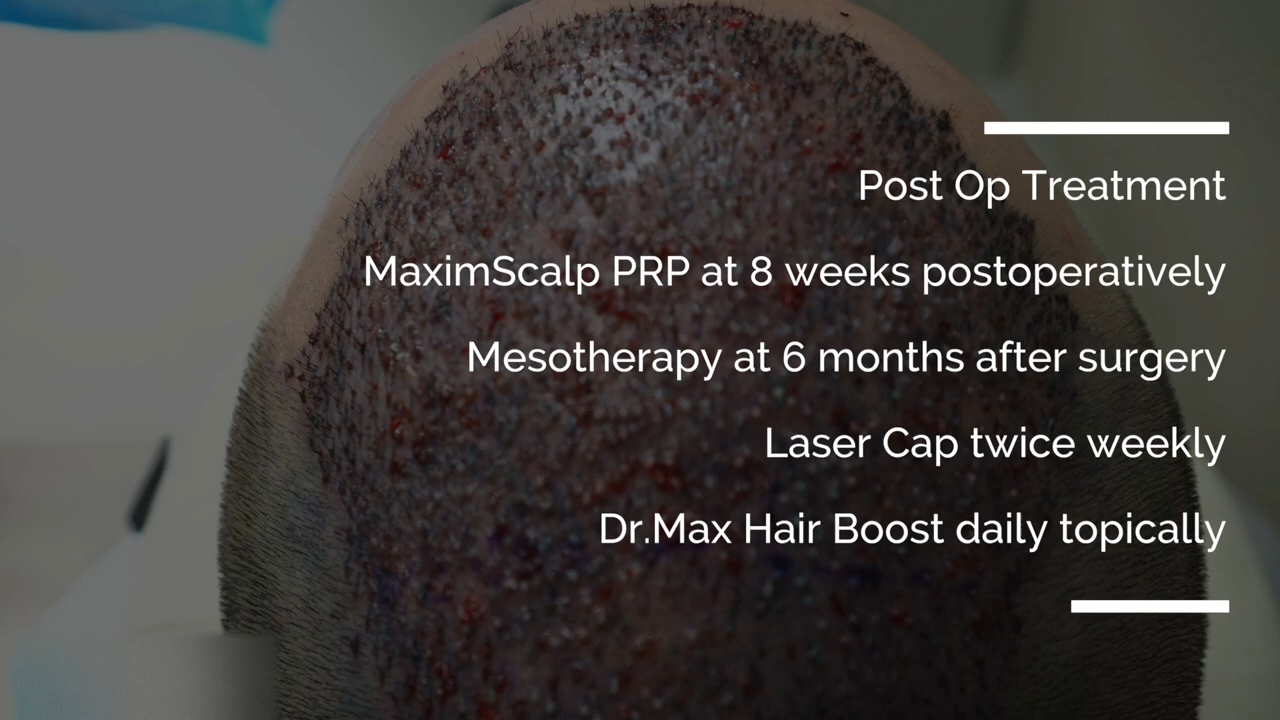 Post Op Treatment
MaximScalp PRP at 8 weeks postoperatively
Mesotherapy at 6 months after surgery
Laser Cap twice weekly
Dr.Max Hair Boost daily topically